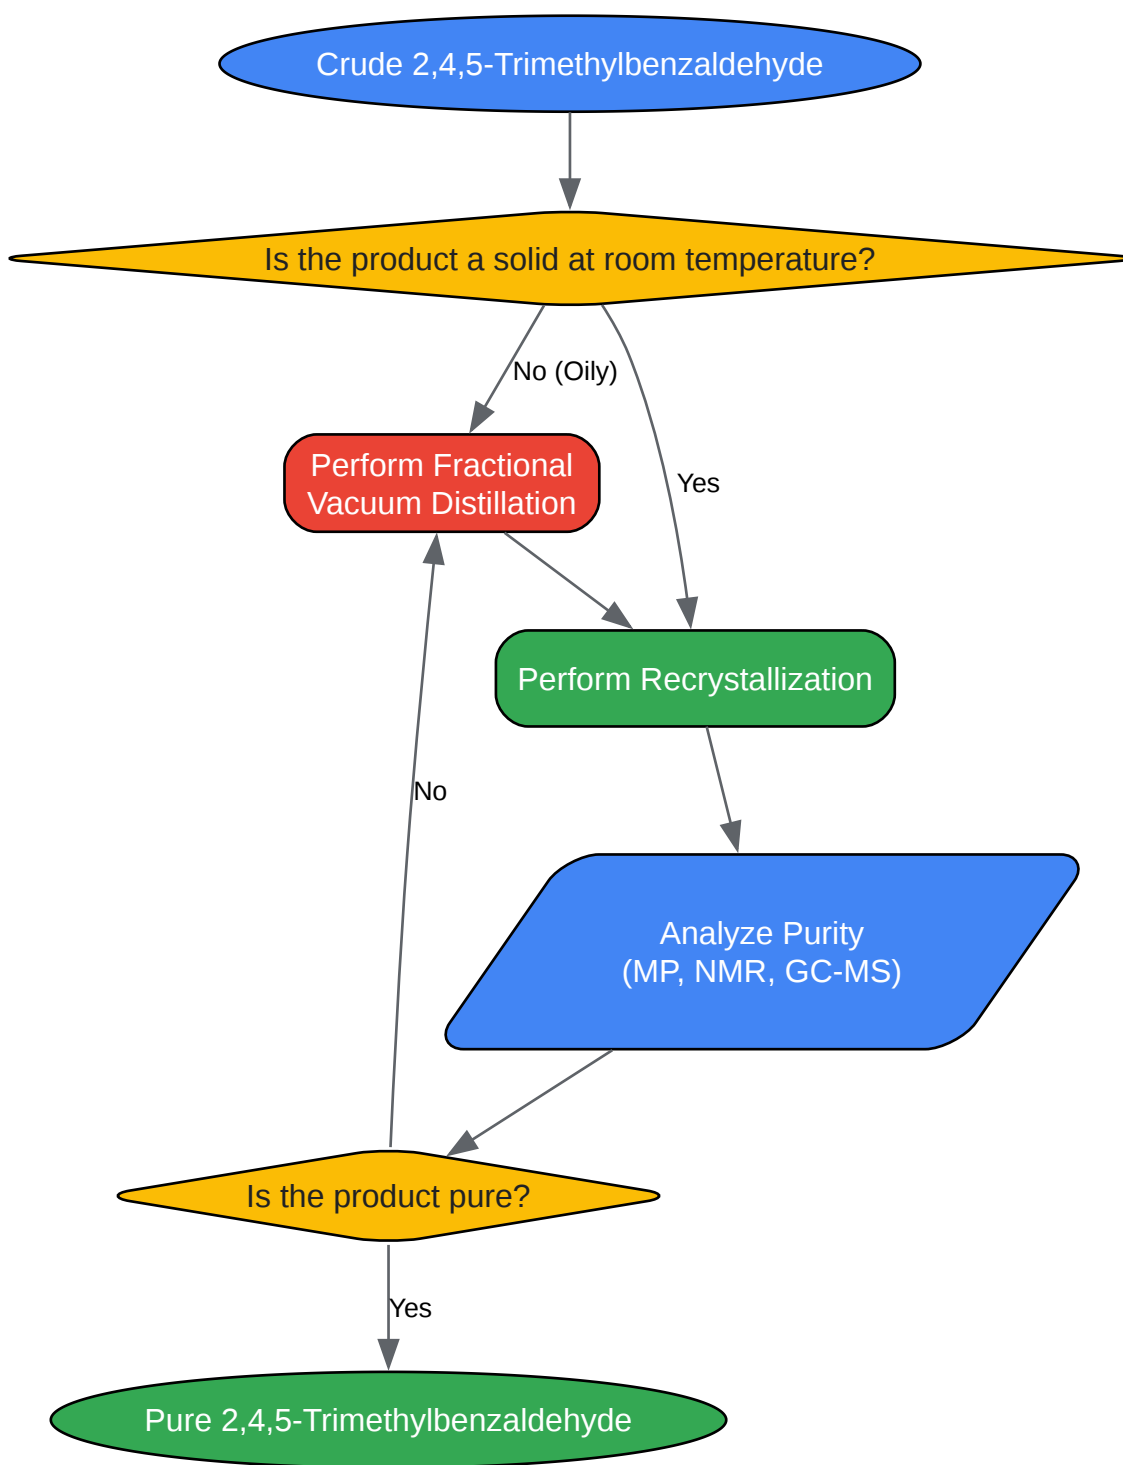 Crude 2,4,5-Trimethylbenzaldehyde
Is the product a solid at room temperature?
No (Oily)
Perform Fractional
Vacuum Distillation
Yes
Perform Recrystallization
No
Analyze Purity
(MP, NMR, GC-MS)
Is the product pure?
Yes
Pure 2,4,5-Trimethylbenzaldehyde